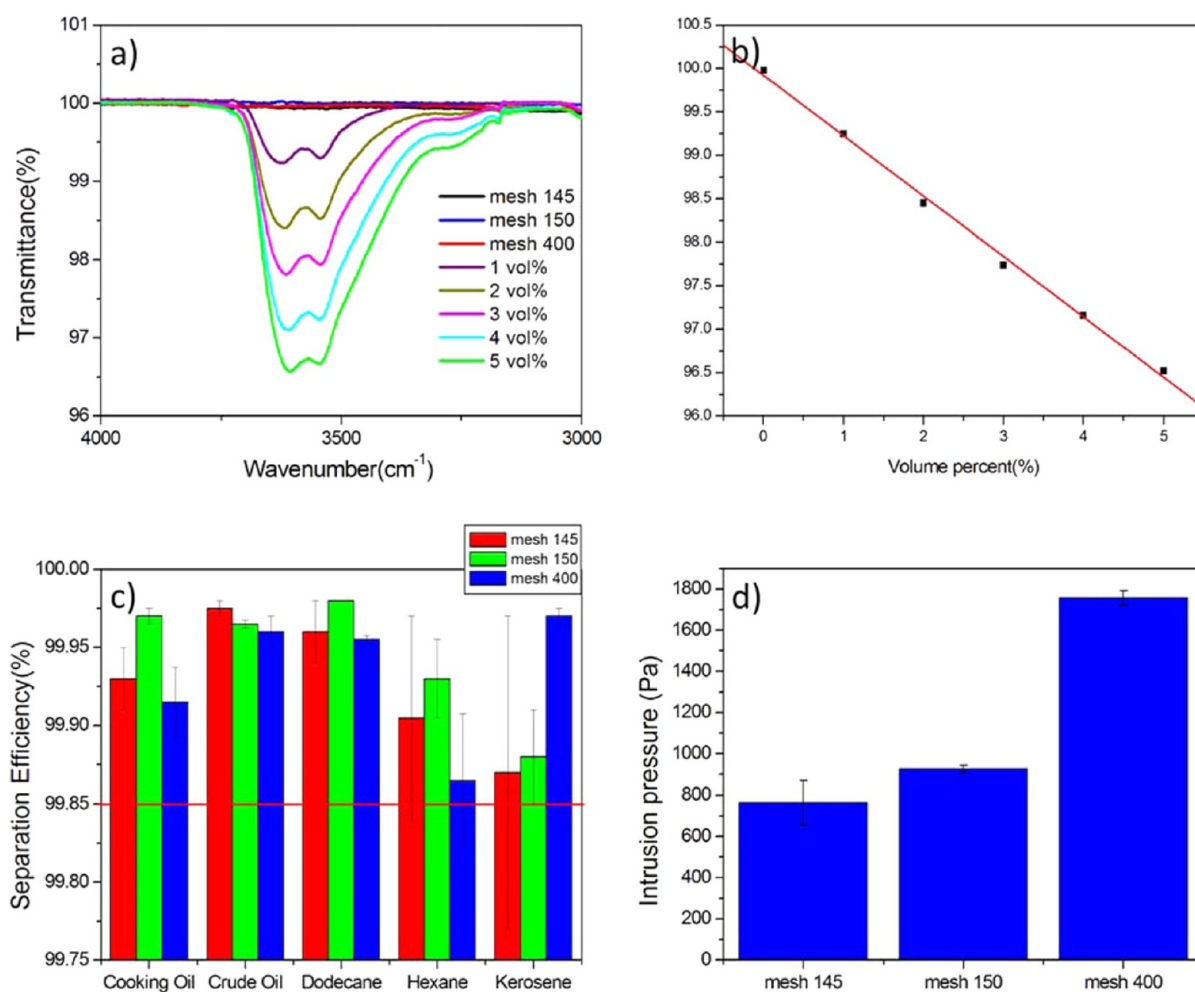 a)
101
100
99
98
97
96
Transmittance(%)
mesh 145
mesh 150
mesh 400
1 vol%
2 vol%
3 vol%
4 vol%
5 vol%
4000 3500 3000
Wavenumber(cm⁻¹)
b)
100.5
100.0
99.5
99.0
98.5
98.0
97.5
97.0
96.5
96.0
0 1 2 3 4 5
Volume percent(%)
c)
mesh 145
mesh 150
mesh 400
100.00
99.95
99.90
99.85
99.80
99.75
Separation Efficiency(%)
Cooking Oil Crude Oil Dodecane Hexane Kerosene
d)
1800
1600
1400
1200
1000
800
600
400
200
0
Intrusion pressure (Pa)
mesh 145 mesh 150 mesh 400